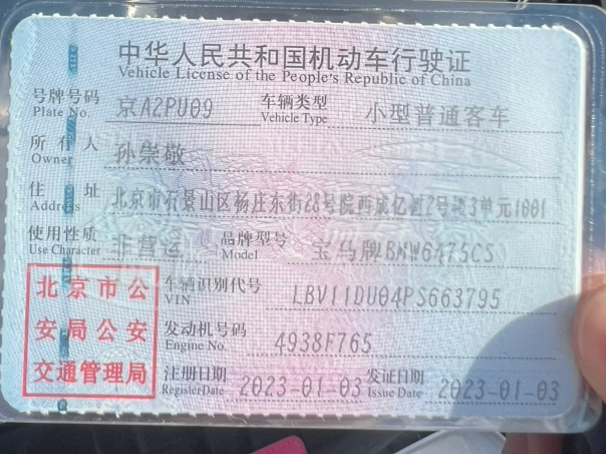 中华人民共和国机动车行驶证
Vehicle License of the People's Republic of China
号牌号码 京A2PU09 车辆类型 小型普通客车
Plate No. Vehicle Type
所有人 孙崇敬
Owner
住址 北京市石景山区杨庄东街28号院西 亿 2号楼3单元1001
Address
使用性质 非营运 品牌型号 宝马牌BMW6475CS
Use Character Model
北京市公 车辆识别代号 LBV11DU04PS663795
VIN
安局公安 发动机号码 4938F765
Engine No.
交通管理局 注册日期 2023-01-03 发证日期 2023-01-03
Register Date Issue Date